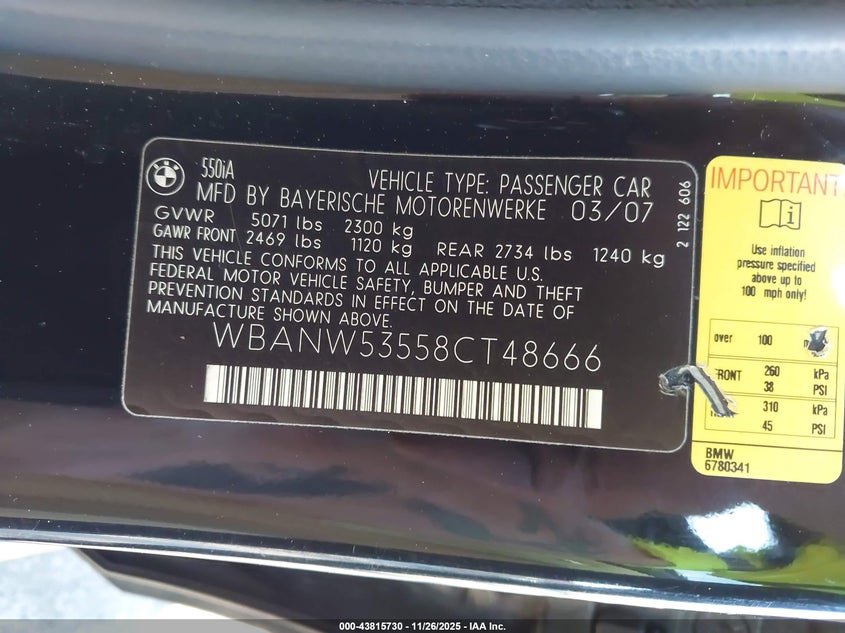 BMW
550iA
VEHICLE TYPE: PASSENGER CAR
MFD BY BAYERISCHE MOTORENWERKE 03/07
GVWR 5071 lbs 2300 kg
GAWR FRONT 2469 lbs 1120 kg REAR 2734 lbs 1240 kg
THIS VEHICLE CONFORMS TO ALL APPLICABLE U.S.
FEDERAL MOTOR VEHICLE SAFETY, BUMPER AND THEFT
PREVENTION STANDARDS IN EFFECT ON THE DATE OF
MANUFACTURE SHOWN ABOVE.
WBANW53558CT48666
2 122 606
IMPORTANT
Use inflation
pressure specified
above up to
100 mph only!
over 100
FRONT 260 kPa
38 PSI
310 kPa
45 PSI
BMW
6780341
000-43815730 - 11/26/2025 - IAA Inc.